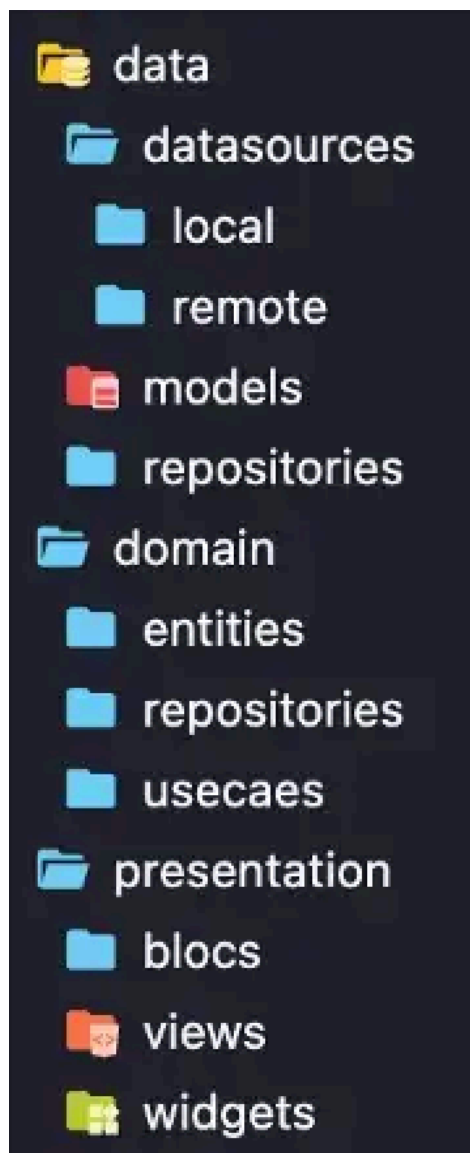 data
datasources
local
remote
models
repositories
domain
entities
repositories
usecaes
presentation
blocs
views
widgets